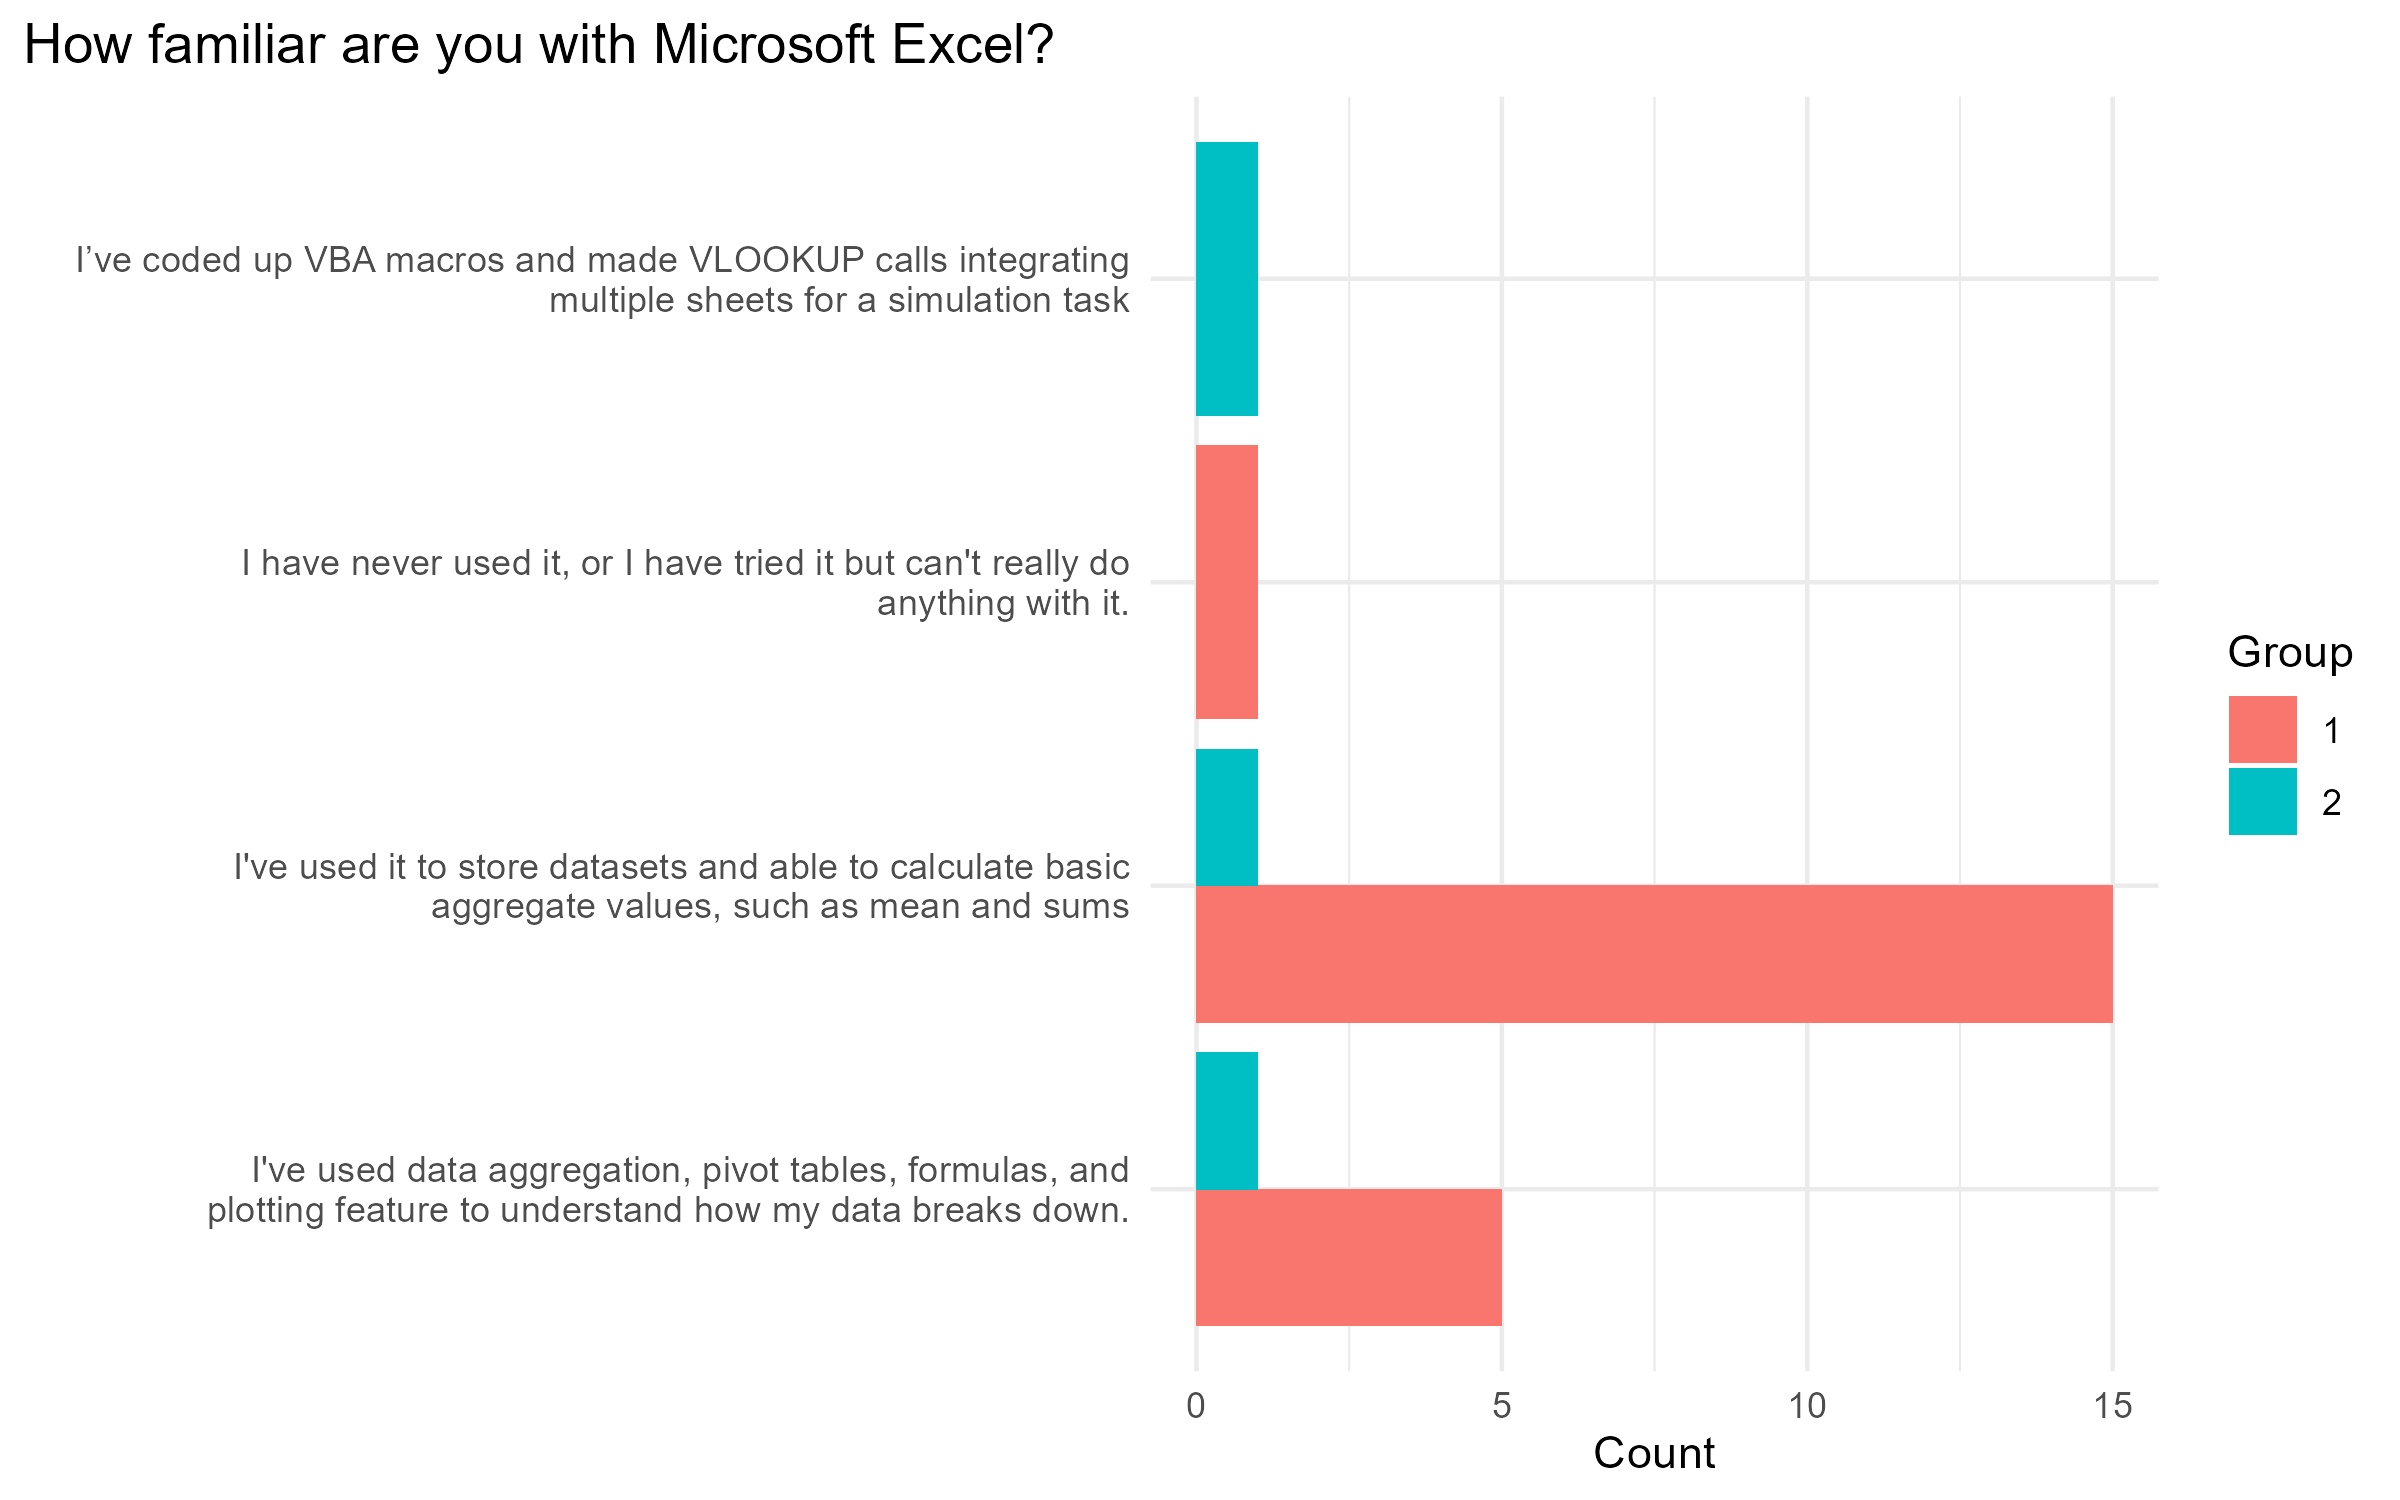 How familiar are you with Microsoft Excel?
I’ve coded up VBA macros and made VLOOKUP calls integrating
multiple sheets for a simulation task
I have never used it, or I have tried it but can't really do
anything with it.
I've used it to store datasets and able to calculate basic
aggregate values, such as mean and sums
I've used data aggregation, pivot tables, formulas, and
plotting feature to understand how my data breaks down.
0 5 10 15
Count
Group
1
2